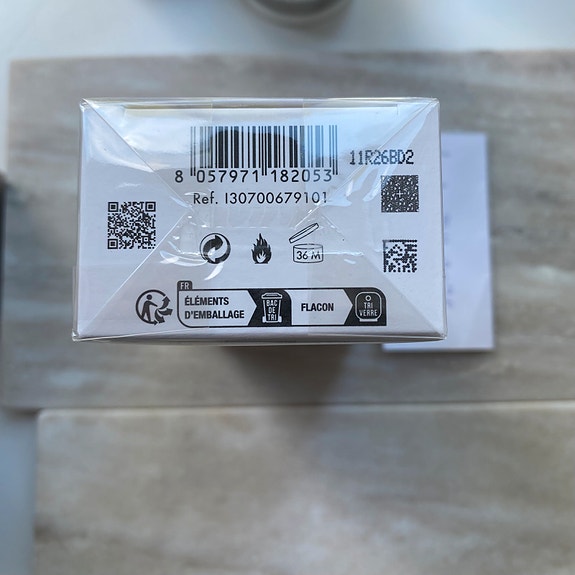 8 057971 182053
11R26BD2
Ref. I30700679101
36 M
FR
ÉLÉMENTS
D'EMBALLAGE
BAC
DE
TRI
FLACON
TRI
VERRE